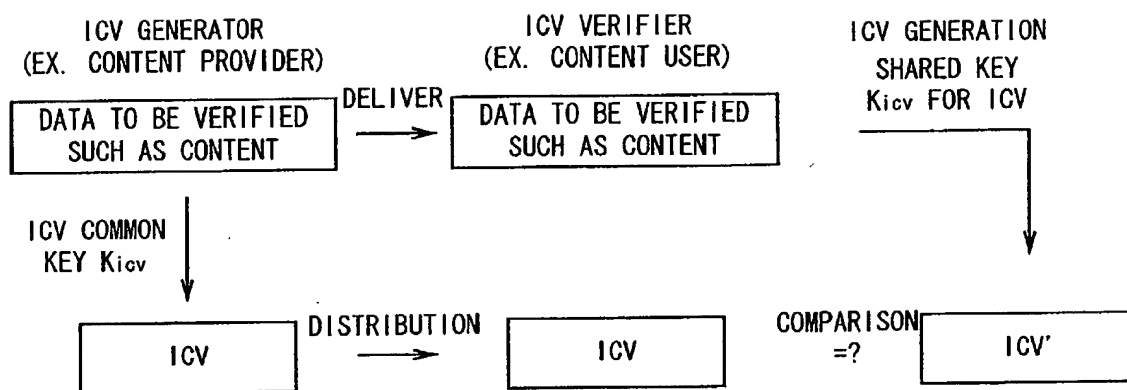 ICV GENERATOR
(EX. CONTENT PROVIDER)
ICV VERIFIER
(EX. CONTENT USER)
ICV GENERATION
SHARED KEY
Kicv FOR ICV
DATA TO BE VERIFIED
SUCH AS CONTENT
DELIVER
DATA TO BE VERIFIED
SUCH AS CONTENT
ICV COMMON
KEY Kicv
ICV
DISTRIBUTION
ICV
COMPARISON
=?
ICV'